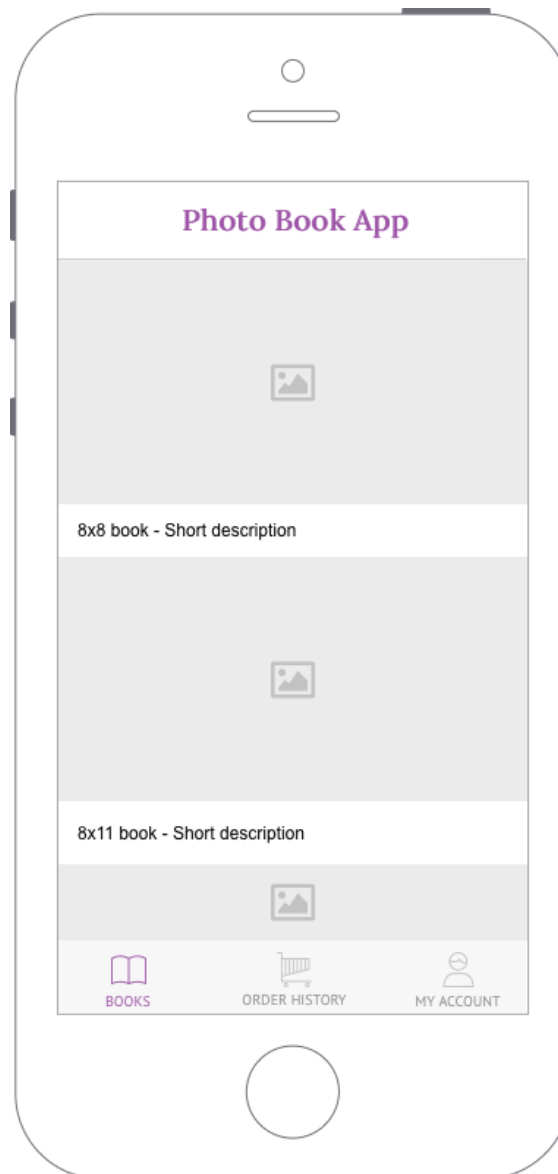 Photo Book App
8x8 book - Short description
8x11 book - Short description
BOOKS
ORDER HISTORY
MY ACCOUNT